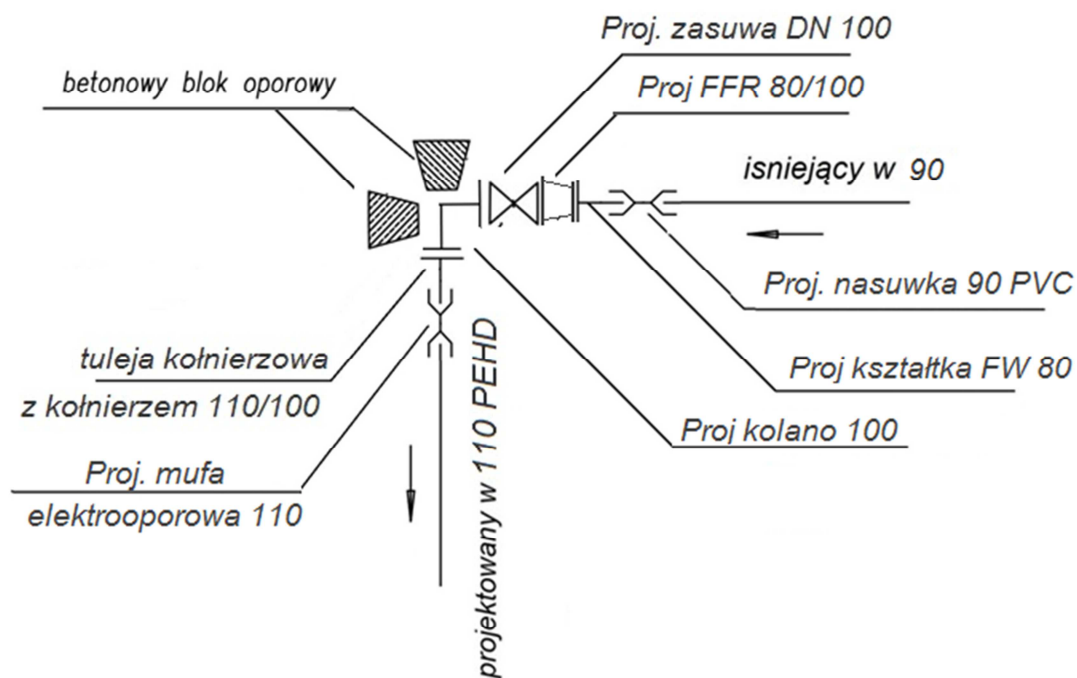 Proj. zasuwa DN 100
betonowy blok oporowy
Proj FFR 80/100
isniejący w 90
Proj. nasuwka 90 PVC
tuleja kołnierzowa
z kołnierzem 110/100
Proj kształtka FW 80
Proj kolano 100
Proj. mufa
elektrooporowa 110
projektowany w 110 PEHD